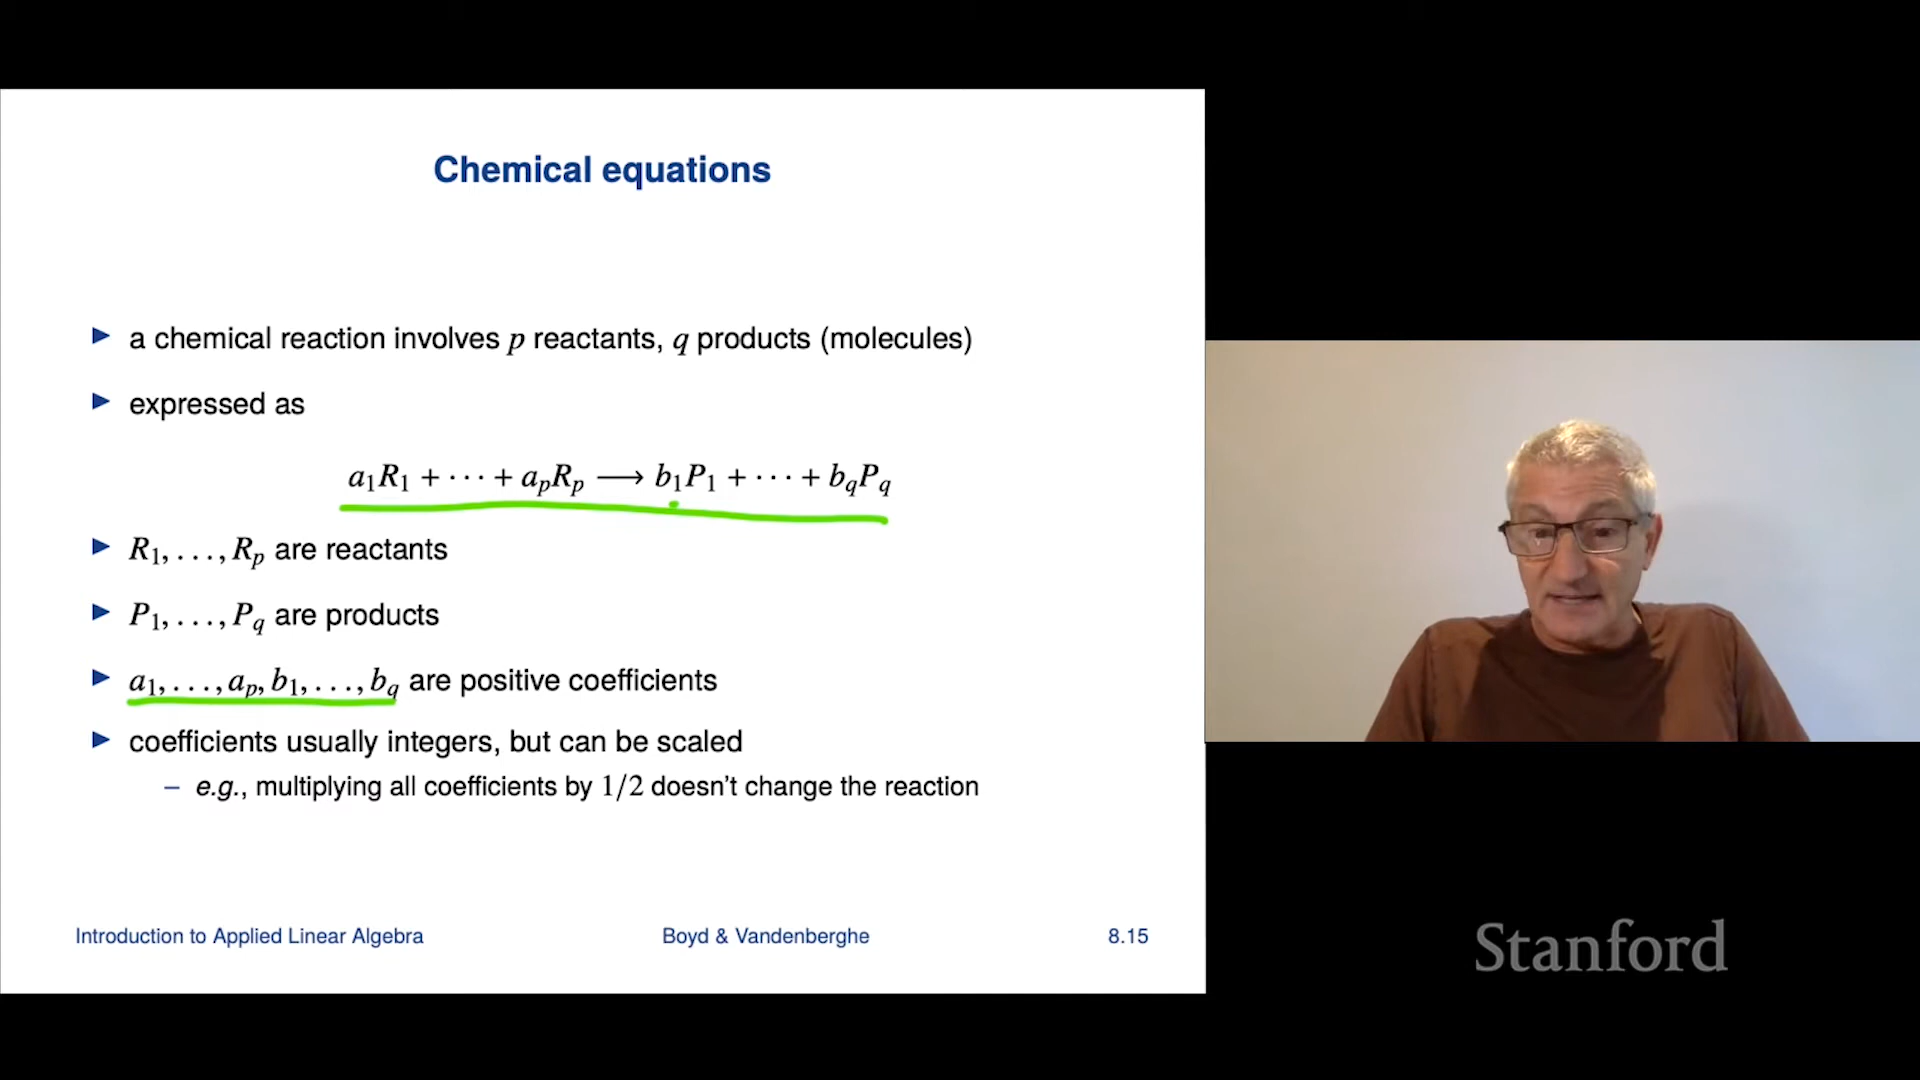 Chemical equations
▶ a chemical reaction involves p reactants, q products (molecules)
▶ expressed as
a₁R₁ + ··· + aₚRₚ ⟶ b₁P₁ + ··· + b_qP_q
▶ R₁, . . . , Rₚ are reactants
▶ P₁, . . . , P_q are products
▶ a₁, . . . , aₚ, b₁, . . . , b_q are positive coefficients
▶ coefficients usually integers, but can be scaled
– e.g., multiplying all coefficients by 1/2 doesn’t change the reaction
Introduction to Applied Linear Algebra Boyd & Vandenberghe 8.15
Stanford